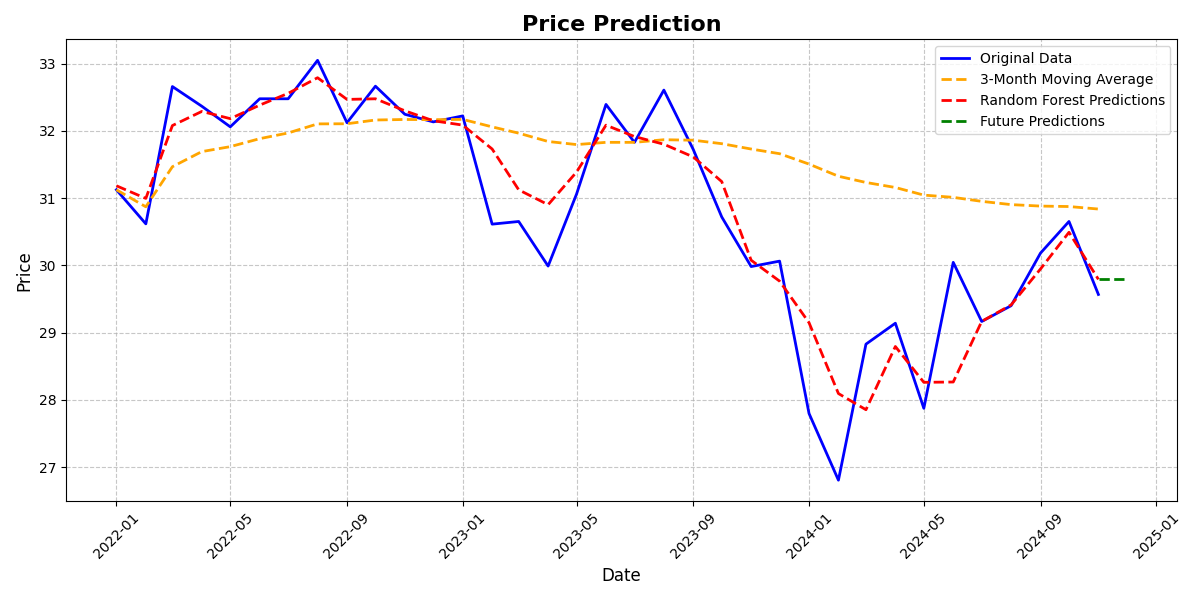 Price Prediction
Original Data
3-Month Moving Average
Random Forest Predictions
Future Predictions
Price
33
32
31
30
29
28
27
2022-01
2022-05
2022-09
2023-01
2023-05
2023-09
2024-01
2024-05
2024-09
2025-01
Date